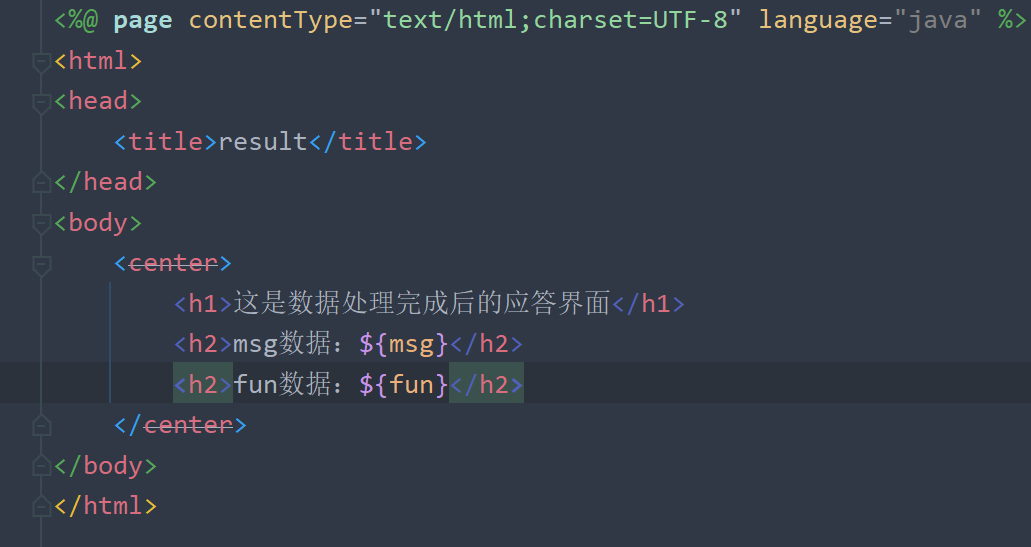 <%@ page contentType="text/html;charset=UTF-8" language="java" %>
<html>
<head>
    <title>result</title>
</head>
<body>
    <center>
        <h1>这是数据处理完成后的应答界面</h1>
        <h2>msg数据：${msg}</h2>
        <h2>fun数据：${fun}</h2>
    </center>
</body>
</html>